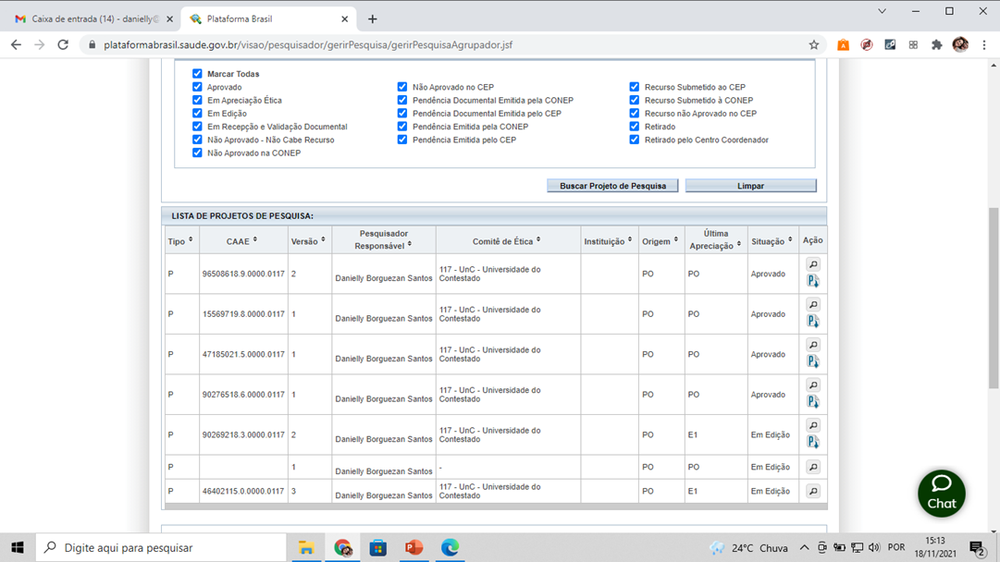 Caixa de entrada (14) - danielly@
Plataforma Brasil
plataformabrasil.saude.gov.br/visao/pesquisador/gerirPesquisa/gerirPesquisaAgrupador.jsf
Marcar Todas
Aprovado
Não Aprovado no CEP
Recurso Submetido ao CEP
Em Apreciação Ética
Pendência Documental Emitida pela CONEP
Recurso Submetido à CONEP
Em Edição
Pendência Documental Emitida pelo CEP
Recurso não Aprovado no CEP
Em Recepção e Validação Documental
Pendência Emitida pela CONEP
Retirado
Não Aprovado - Não Cabe Recurso
Pendência Emitida pelo CEP
Retirado pelo Centro Coordenador
Não Aprovado na CONEP
Buscar Projeto de Pesquisa
Limpar
LISTA DE PROJETOS DE PESQUISA:
Tipo
CAAE
Versão
Pesquisador
Responsável
Comitê de Ética
Instituição
Origem
Última
Apreciação
Situação
Ação
P 96508618.9.0000.0117 2 Danielly Borguezan Santos
117 - UnC - Universidade do
Contestado
PO PO Aprovado
P 15569719.8.0000.0117 1 Danielly Borguezan Santos
117 - UnC - Universidade do
Contestado
PO PO Aprovado
P 47185021.5.0000.0117 1 Danielly Borguezan Santos
117 - UnC - Universidade do
Contestado
PO PO Aprovado
P 90276518.6.0000.0117 1 Danielly Borguezan Santos
117 - UnC - Universidade do
Contestado
PO PO Aprovado
P 90269218.3.0000.0117 2 Danielly Borguezan Santos
117 - UnC - Universidade do
Contestado
PO E1 Em Edição
P 1 Danielly Borguezan Santos - PO PO Em Edição
P 46402115.0.0000.0117 3 Danielly Borguezan Santos
117 - UnC - Universidade do
Contestado
PO E1 Em Edição
Chat
Digite aqui para pesquisar
24°C Chuva
POR
15:13
18/11/2021
2